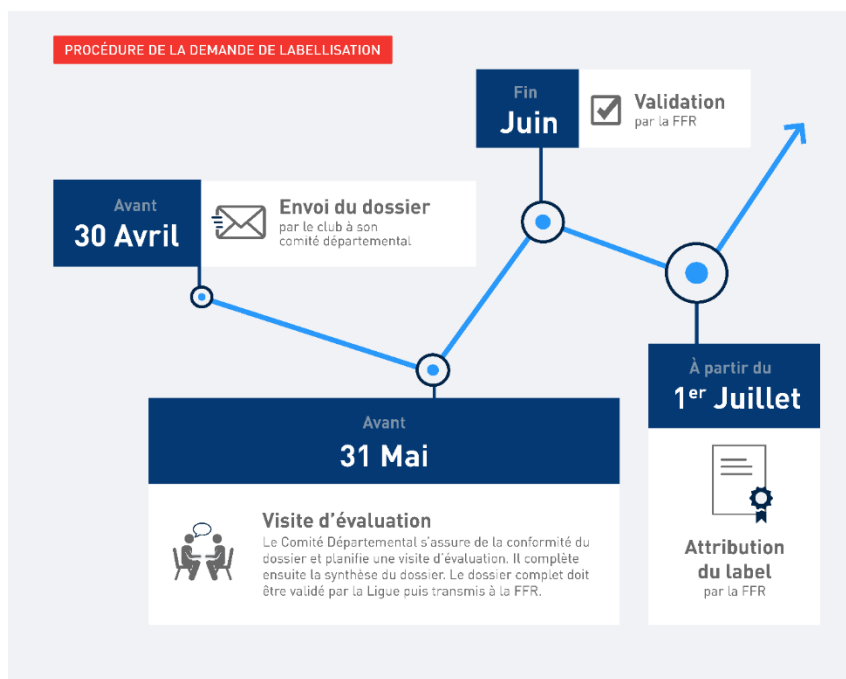 PROCÉDURE DE LA DEMANDE DE LABELLISATION
Avant
30 Avril
Envoi du dossier
par le club à son
comité départemental
Avant
31 Mai
Visite d'évaluation
Le Comité Départemental s'assure de la conformité du
dossier et planifie une visite d'évaluation. Il complète
ensuite la synthèse du dossier. Le dossier complet doit
être validé par la Ligue puis transmis à la FFR.
Fin
Juin
Validation
par la FFR
À partir du
1er Juillet
Attribution
du label
par la FFR